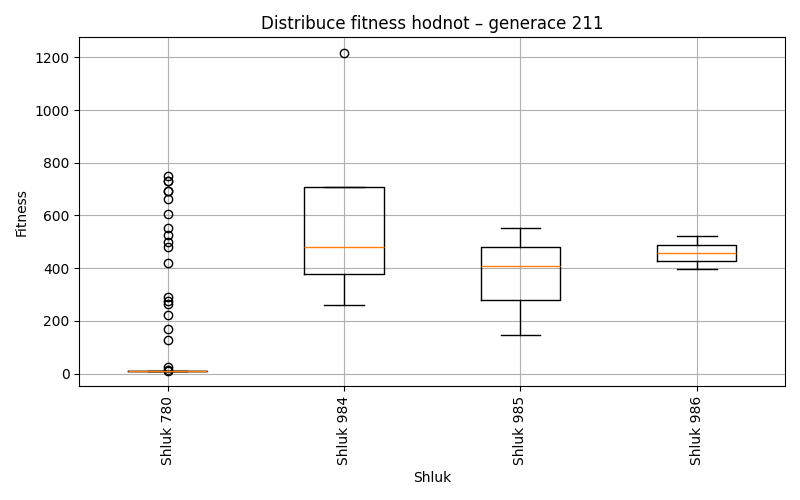 Distribuce fitness hodnot – generace 211
Fitness
1200
1000
800
600
400
200
0
Shluk 780
Shluk 984
Shluk 985
Shluk 986
Shluk